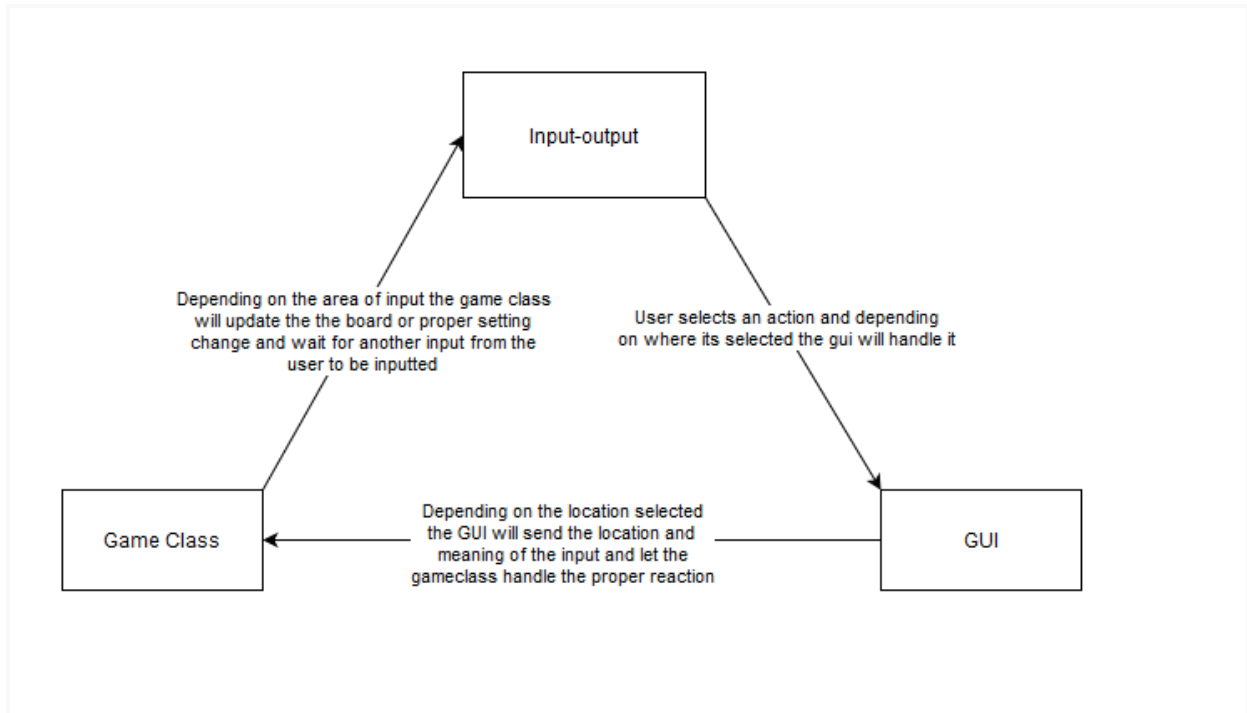 Input-output
Depending on the area of input the game class
will update the the board or proper setting
change and wait for another input from the
user to be inputted
User selects an action and depending
on where its selected the gui will handle it
Game Class
Depending on the location selected
the GUI will send the location and
meaning of the input and let the
gameclass handle the proper reaction
GUI